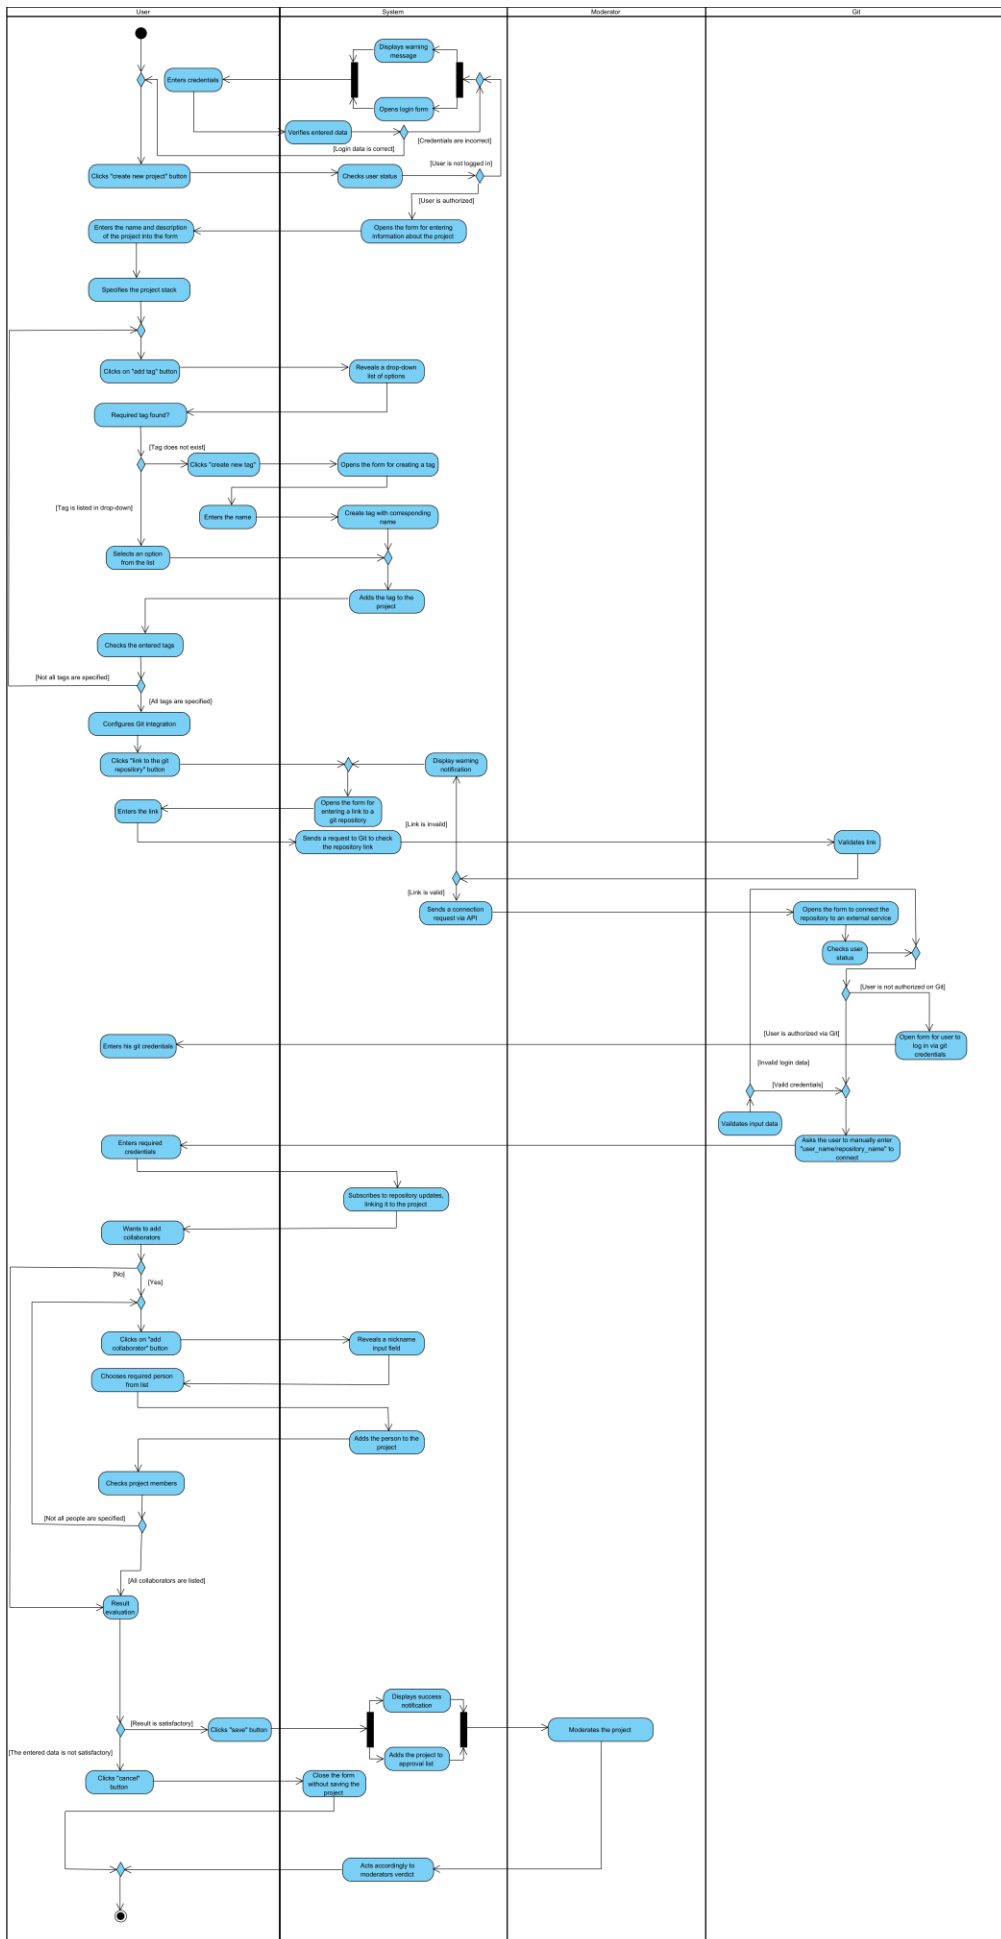 User
System
Moderator
Git
Displays warning
message
Enters credentials
Opens login form
Verifies entered data
[Credentials are incorrect]
[Login data is correct]
[User is not logged in]
Clicks "create new project" button
Checks user status
[User is authorized]
Enters the name and description
of the project into the form
Opens the form for entering
information about the project
Specifies the project stack
Clicks on "add tag" button
Reveals a drop-down
list of options
Required tag found?
[Tag does not exist]
Clicks "create new tag"
Opens the form for creating a tag
[Tag is listed in drop-down]
Enters the name
Create tag with corresponding
name
Selects an option
from the list
Adds the tag to the
project
Checks the entered tags
[Not all tags are specified]
[All tags are specified]
Configures Git integration
Clicks "link to the git
repository" button
Display warning
notification
Enters the link
Opens the form for
entering a link to a
git repository
[Link is invaild]
Sends a request to Git to check
the repository link
Validates link
[Link is valid]
Sends a connection
request via API
Opens the form to connect the
repository to an external service
Checks user
status
[User is not authorized on Git]
[User is authorized via Git]
Enters his git credentials
Open form for user to
log in via git
credentials
[Invalid login data]
[Vaild credentials]
Validates input data
Enters required
credentials
Asks the user to manually enter
"user_name/repository_name" to
connect
Subscribes to repository updates,
linking it to the project
Wants to add
collaborators
[No]
[Yes]
Clicks on "add
collaborator" button
Reveals a nickname
input field
Chooses required person
from list
Adds the person to the
project
Checks project members
[Not all people are specified]
[All collaborators are listed]
Result
evaluation
Displays success
notification
[Result is satisfactory]
Clicks "save" button
Moderates the project
[The entered data is not satisfactory]
Adds the project to
approval list
Clicks "cancel"
button
Close the form
without saving the
project
Acts accordingly to
moderators verdict